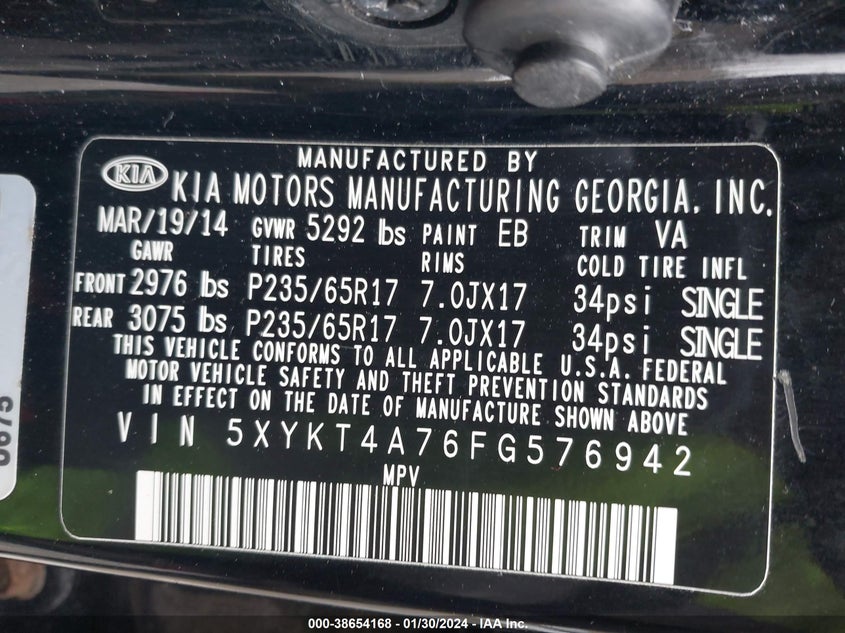 MANUFACTURED BY
KIA KIA MOTORS MANUFACTURING GEORGIA, INC.
MAR/19/14 GVWR 5292 lbs PAINT EB TRIM VA
GAWR TIRES RIMS COLD TIRE INFL
FRONT 2976 lbs P235/65R17 7.0JX17 34psi SINGLE
REAR 3075 lbs P235/65R17 7.0JX17 34psi SINGLE
THIS VEHICLE CONFORMS TO ALL APPLICABLE U.S.A. FEDERAL
MOTOR VEHICLE SAFETY AND THEFT PREVENTION STANDARDS
IN EFFECT ON THE DATE OF MANUFACTURE SHOWN ABOVE
VIN 5XYKT4A76FG576942
MPV
000-38654168 - 01/30/2024 - IAA Inc.